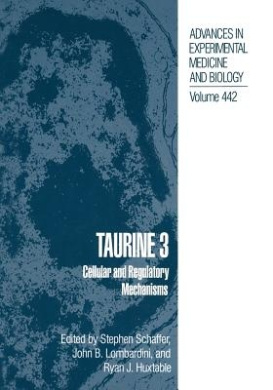 ADVANCES IN
EXPERIMENTAL
MEDICINE
AND BIOLOGY
Volume 442
TAURINE 3
Cellular and Regulatory
Mechanisms
Edited by Stephen Schaffer,
John B. Lombardini, and
Ryan J. Huxtable